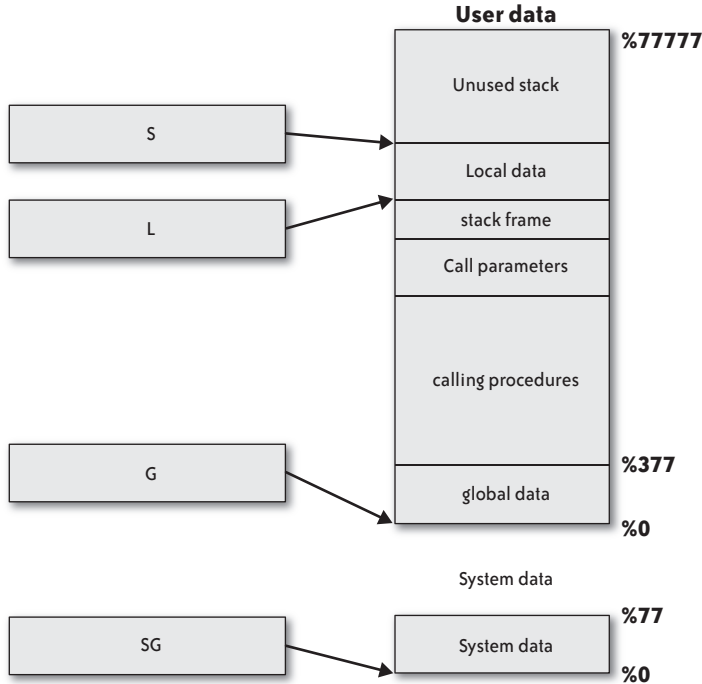 User data
%77777
Unused stack
S
Local data
L
stack frame
Call parameters
calling procedures
%377
G
global data
%0
System data
%77
SG
System data
%0